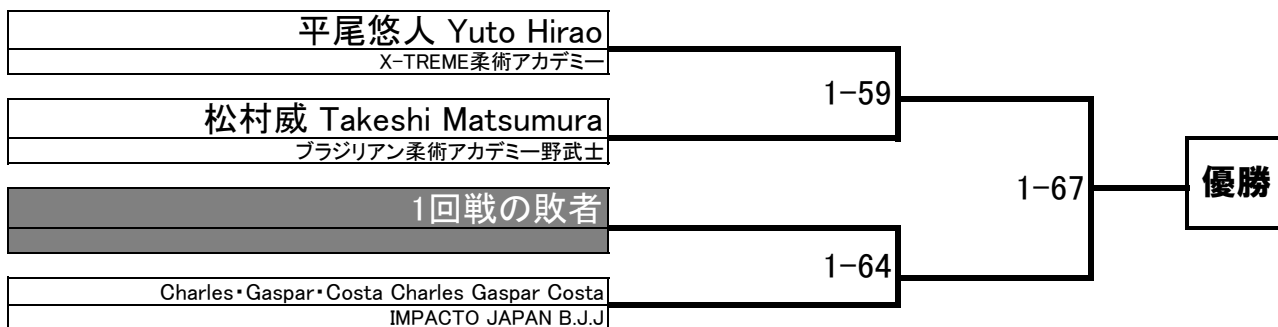 平尾悠人 Yuto Hirao
X-TREME柔術アカデミー
1-59
松村威 Takeshi Matsumura
ブラジリアン柔術アカデミー野武士
1-67
優勝
1回戦の敗者
1-64
Charles・Gaspar・Costa Charles Gaspar Costa
IMPACTO JAPAN B.J.J